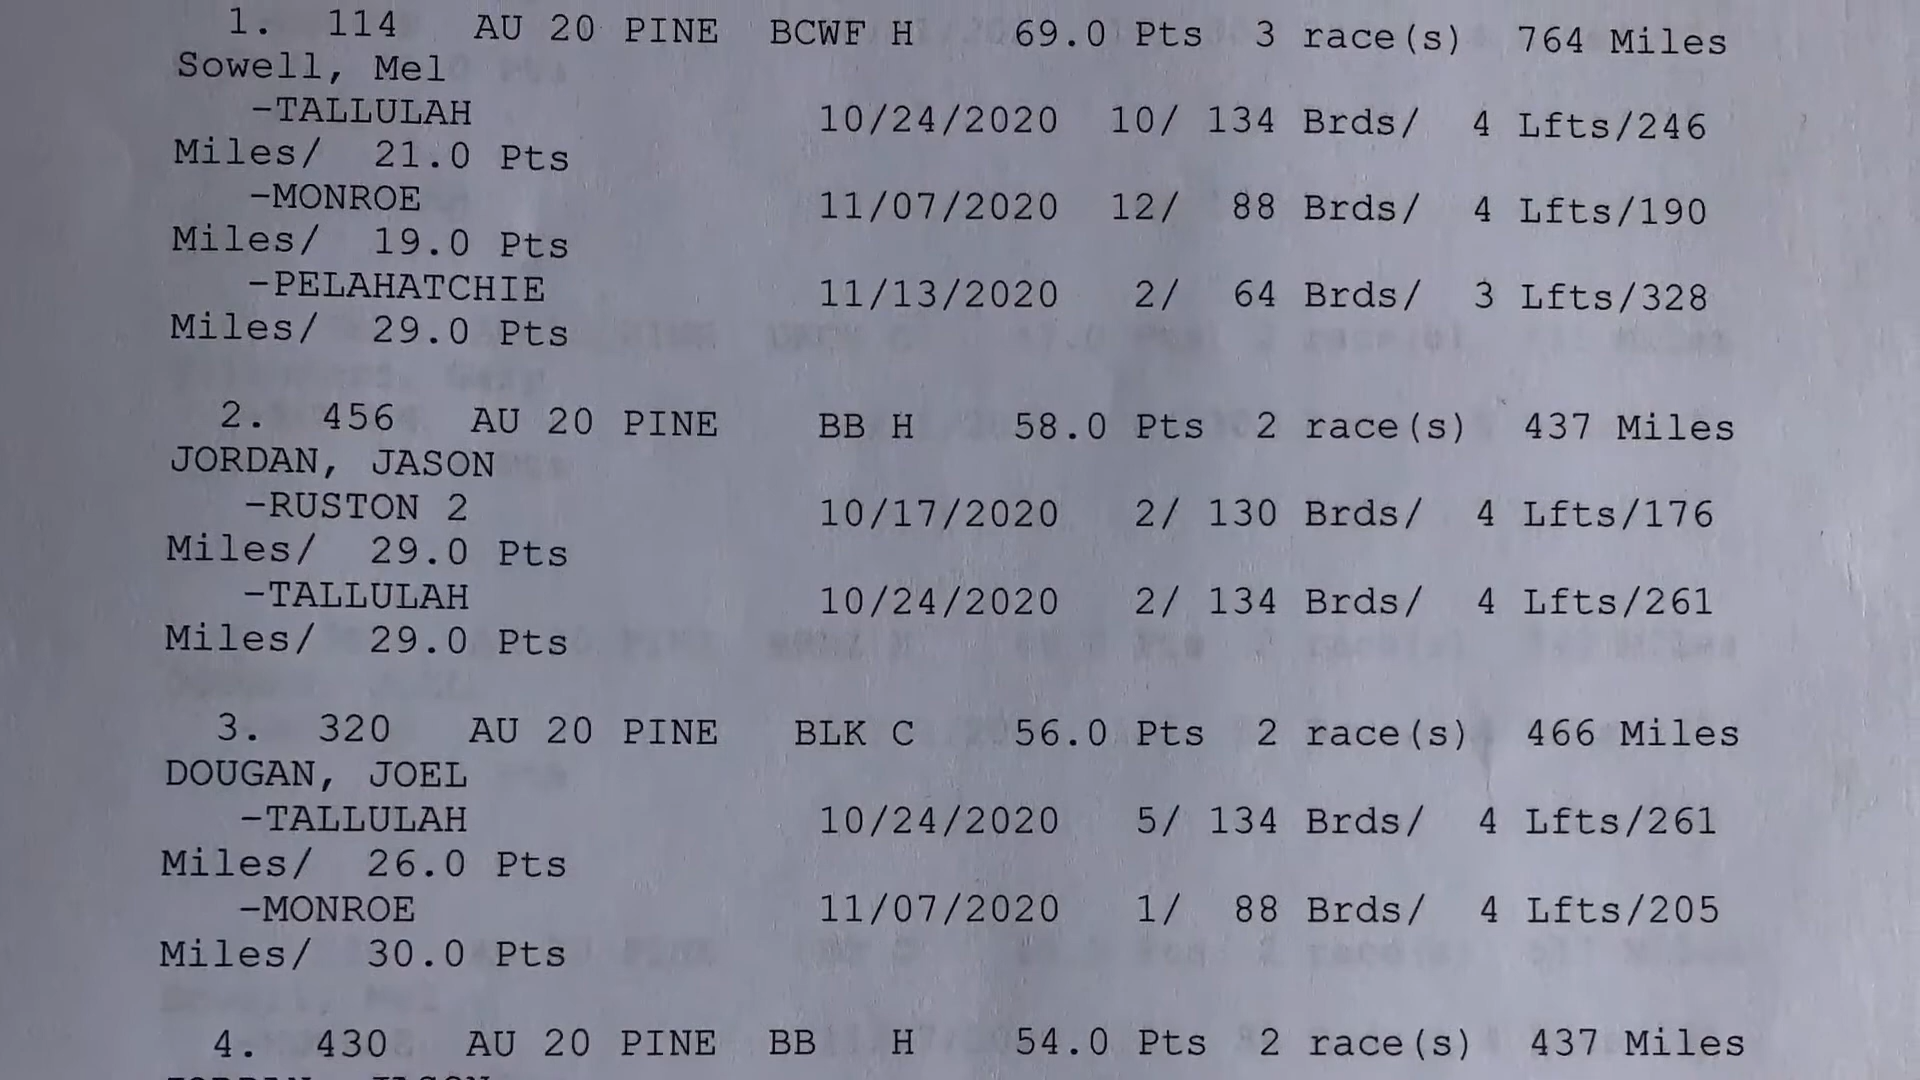 1. 114 AU 20 PINE BCWF H 69.0 Pts 3 race(s) 764 Miles
Sowell, Mel
-TALLULAH 10/24/2020 10/ 134 Brds/ 4 Lfts/246
Miles/ 21.0 Pts
-MONROE 11/07/2020 12/ 88 Brds/ 4 Lfts/190
Miles/ 19.0 Pts
-PELAHATCHIE 11/13/2020 2/ 64 Brds/ 3 Lfts/328
Miles/ 29.0 Pts
2. 456 AU 20 PINE BB H 58.0 Pts 2 race(s) 437 Miles
JORDAN, JASON
-RUSTON 2 10/17/2020 2/ 130 Brds/ 4 Lfts/176
Miles/ 29.0 Pts
-TALLULAH 10/24/2020 2/ 134 Brds/ 4 Lfts/261
Miles/ 29.0 Pts
3. 320 AU 20 PINE BLK C 56.0 Pts 2 race(s) 466 Miles
DOUGAN, JOEL
-TALLULAH 10/24/2020 5/ 134 Brds/ 4 Lfts/261
Miles/ 26.0 Pts
-MONROE 11/07/2020 1/ 88 Brds/ 4 Lfts/205
Miles/ 30.0 Pts
4. 430 AU 20 PINE BB H 54.0 Pts 2 race(s) 437 Miles